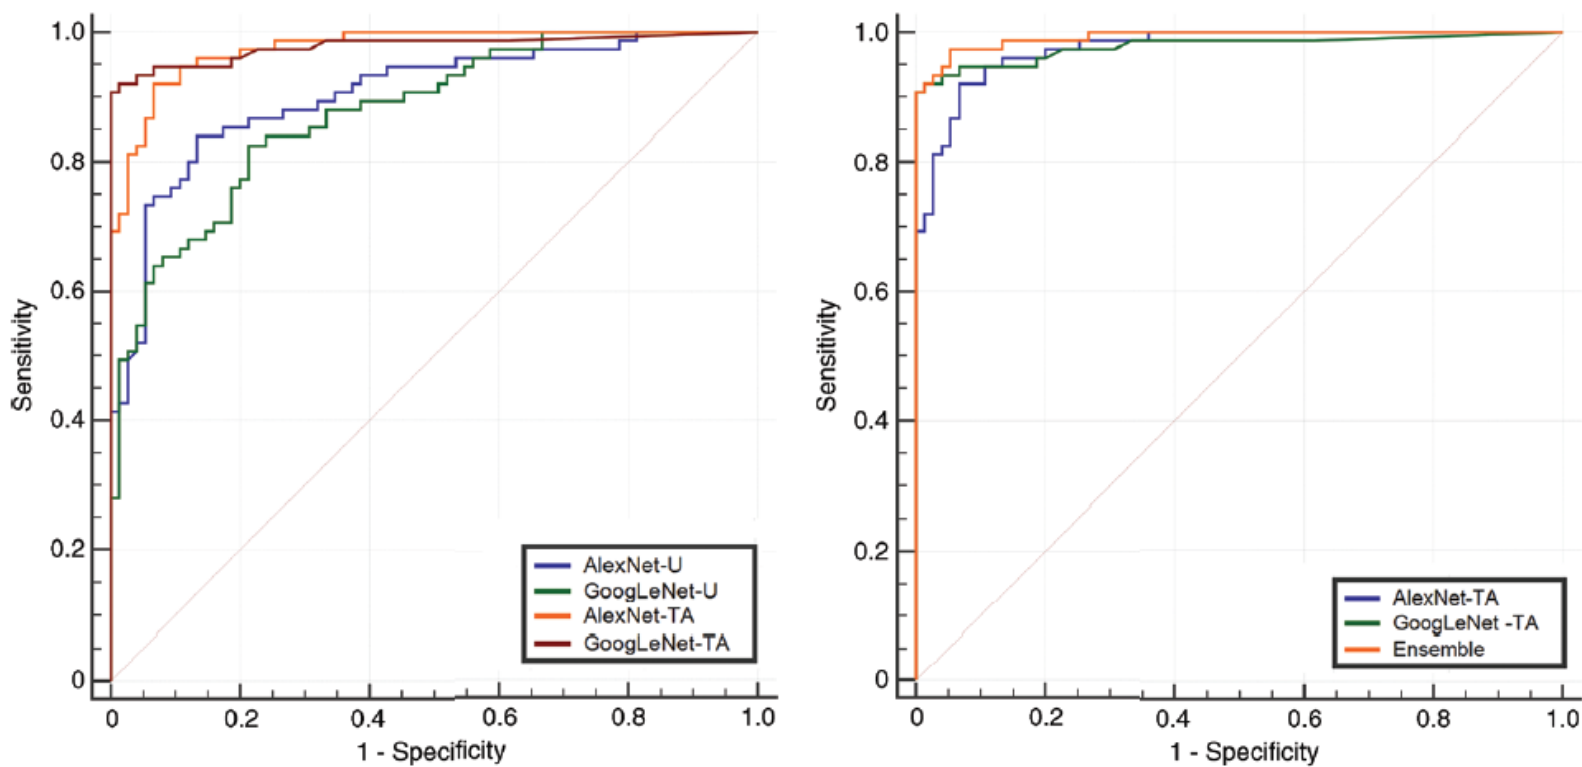 1.0
0.8
0.6
0.4
0.2
0
Sensitivity
0 0.2 0.4 0.6 0.8 1.0
1 - Specificity
AlexNet-U
GoogLeNet-U
AlexNet-TA
GoogLeNet-TA
1.0
0.8
0.6
0.4
0.2
0
Sensitivity
0 0.2 0.4 0.6 0.8 1.0
1 - Specificity
AlexNet-TA
GoogLeNet -TA
Ensemble